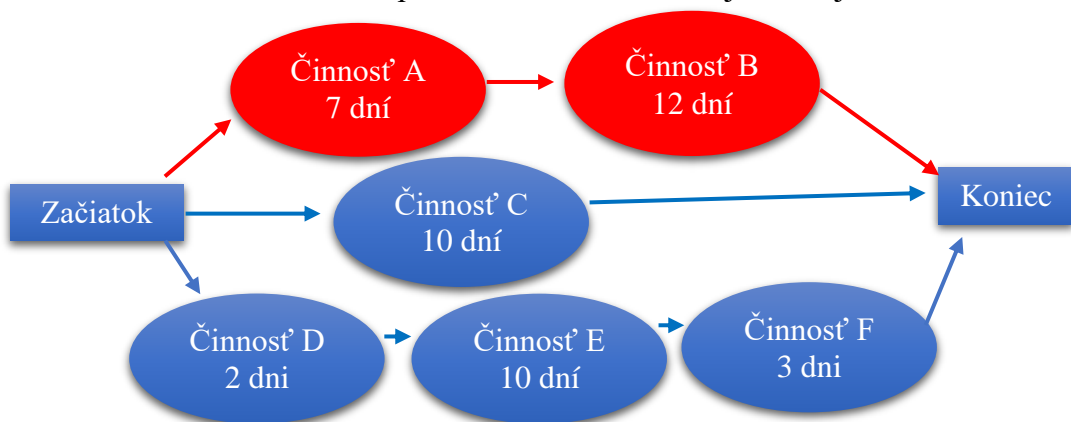 Činnosť A
7 dní
Činnosť B
12 dní
Začiatok
Činnosť C
10 dní
Koniec
Činnosť D
2 dni
Činnosť E
10 dní
Činnosť F
3 dni